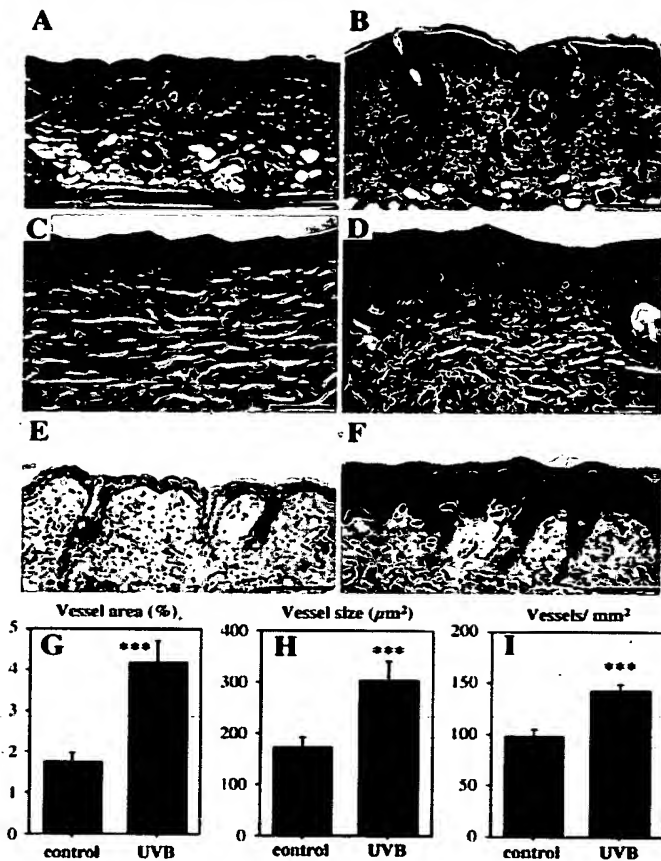 A B
C D
E F
Vessel area (%) Vessel size (µm²) Vessels/ mm²
5
4
3
2
1
0
G
***
control UVB
400
300
200
100
0
H
***
control UVB
200
150
100
50
0
I
***
control UVB